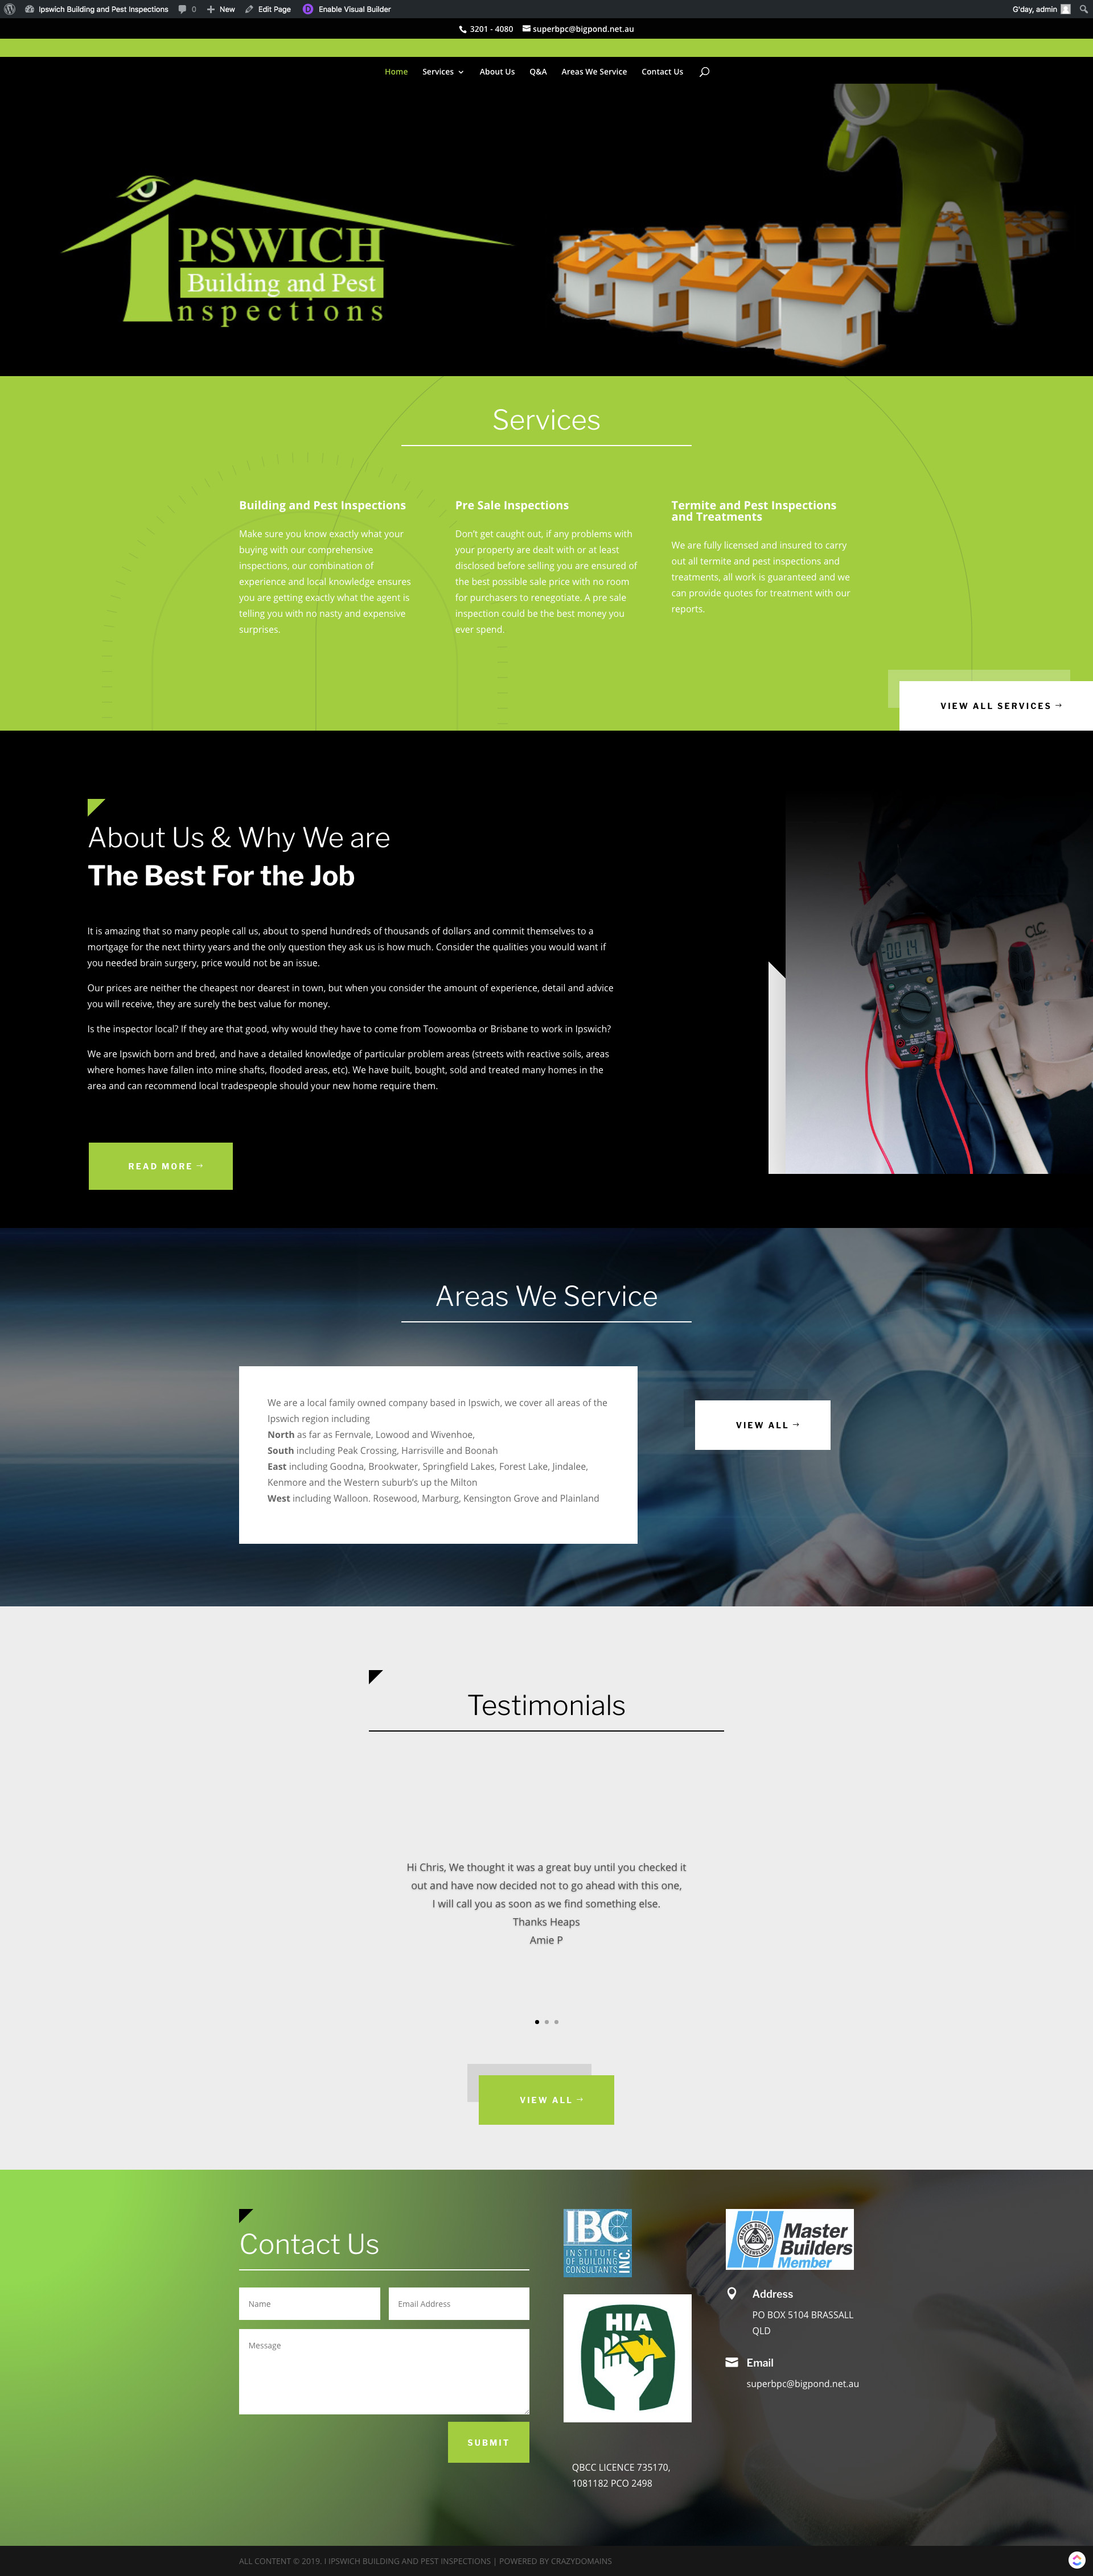 Ipswich Building and Pest Inspections 0 New Edit Page Enable Visual Builder G'day, admin
3201 - 4080 superbpc@bigpond.net.au
Home Services About Us Q&A Areas We Service Contact Us
PSWICH
Building and Pest
nspections
Services
Building and Pest Inspections
Make sure you know exactly what your
buying with our comprehensive
inspections, our combination of
experience and local knowledge ensures
you are getting exactly what the agent is
telling you with no nasty and expensive
surprises.
Pre Sale Inspections
Don't get caught out, if any problems with
your property are dealt with or at least
disclosed before selling you are ensured of
the best possible sale price with no room
for purchasers to renegotiate. A pre sale
inspection could be the best money you
ever spend.
Termite and Pest Inspections
and Treatments
We are fully licensed and insured to carry
out all termite and pest inspections and
treatments, all work is guaranteed and we
can provide quotes for treatment with our
reports.
VIEW ALL SERVICES →
About Us & Why We are
The Best For the Job
It is amazing that so many people call us, about to spend hundreds of thousands of dollars and commit themselves to a
mortgage for the next thirty years and the only question they ask us is how much. Consider the qualities you would want if
you needed brain surgery, price would not be an issue.
Our prices are neither the cheapest nor dearest in town, but when you consider the amount of experience, detail and advice
you will receive, they are surely the best value for money.
Is the inspector local? If they are that good, why would they have to come from Toowoomba or Brisbane to work in Ipswich?
We are Ipswich born and bred, and have a detailed knowledge of particular problem areas (streets with reactive soils, areas
where homes have fallen into mine shafts, flooded areas, etc). We have built, bought, sold and treated many homes in the
area and can recommend local tradespeople should your new home require them.
READ MORE →
CLC
Areas We Service
We are a local family owned company based in Ipswich, we cover all areas of the
Ipswich region including
North as far as Fernvale, Lowood and Wivenhoe,
South including Peak Crossing, Harrisville and Boonah
East including Goodna, Brookwater, Springfield Lakes, Forest Lake, Jindalee,
Kenmore and the Western suburb's up the Milton
West including Walloon. Rosewood, Marburg, Kensington Grove and Plainland
VIEW ALL →
Testimonials
Hi Chris, We thought it was a great buy until you checked it
out and have now decided not to go ahead with this one,
I will call you as soon as we find something else.
Thanks Heaps
Amie P
VIEW ALL →
Contact Us
Name
Email Address
Message
SUBMIT
IBC
INSTITUTE
OF BUILDING
CONSULTANTS
INC.
HIA
QBCC LICENCE 735170,
1081182 PCO 2498
Master
Builders
Member
Address
PO BOX 5104 BRASSALL
QLD
Email
superbpc@bigpond.net.au
ALL CONTENT © 2019. I IPSWICH BUILDING AND PEST INSPECTIONS | POWERED BY CRAZYDOMAINS